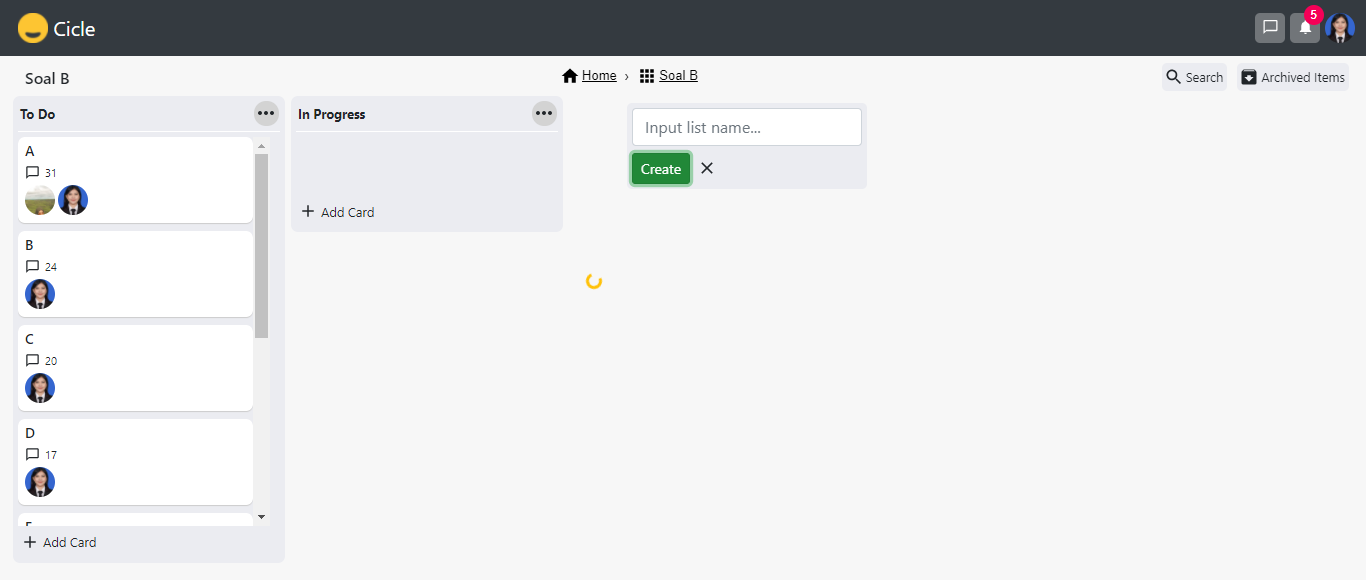 Cicle
5
Soal B
Home › Soal B
Search
Archived Items
To Do
A
31
B
24
C
20
D
17
Add Card
In Progress
Add Card
Input list name...
Create